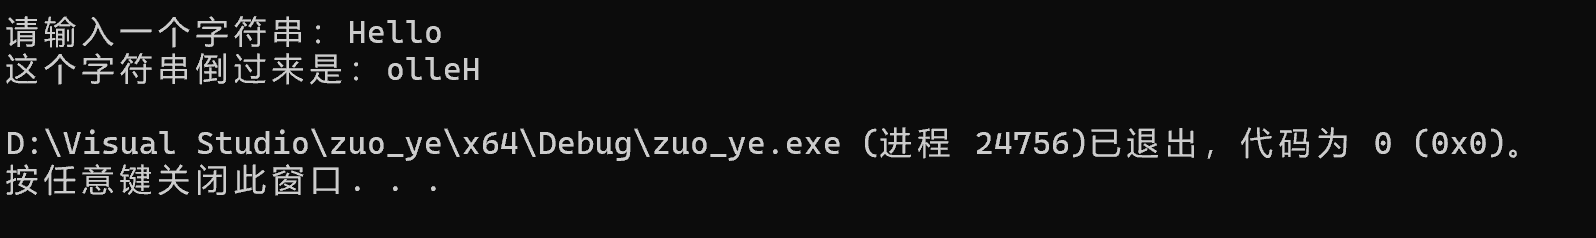 请输入一个字符串：Hello
这个字符串倒过来是：olleH
D:\Visual Studio\zuo_ye\x64\Debug\zuo_ye.exe (进程 24756)已退出，代码为 0 (0x0)。
按任意键关闭此窗口. . .